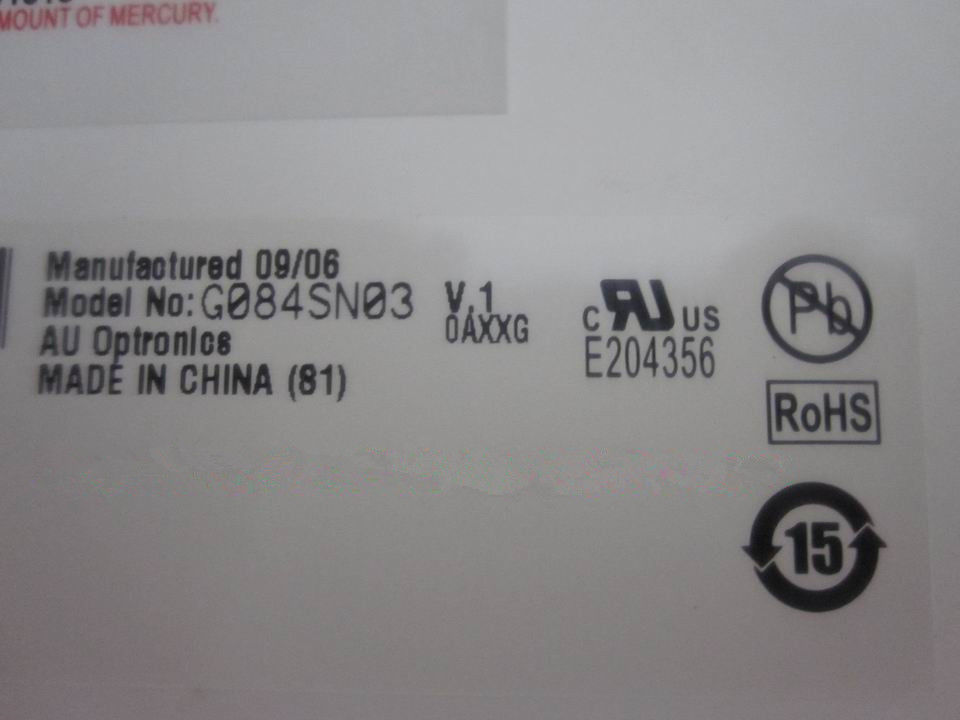 MOUNT OF MERCURY.
Manufactured 09/06
Model No: G084SN03 V.1
0AXXG
AU Optronics
MADE IN CHINA (81)
C RU US
E204356
Pb
RoHS
15